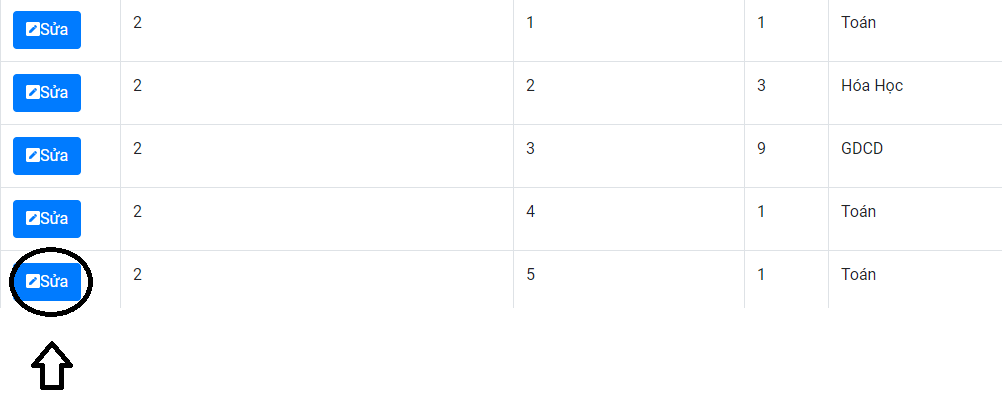 Sửa 2 1 1 Toán
Sửa 2 2 3 Hóa Học
Sửa 2 3 9 GDCD
Sửa 2 4 1 Toán
Sửa 2 5 1 Toán